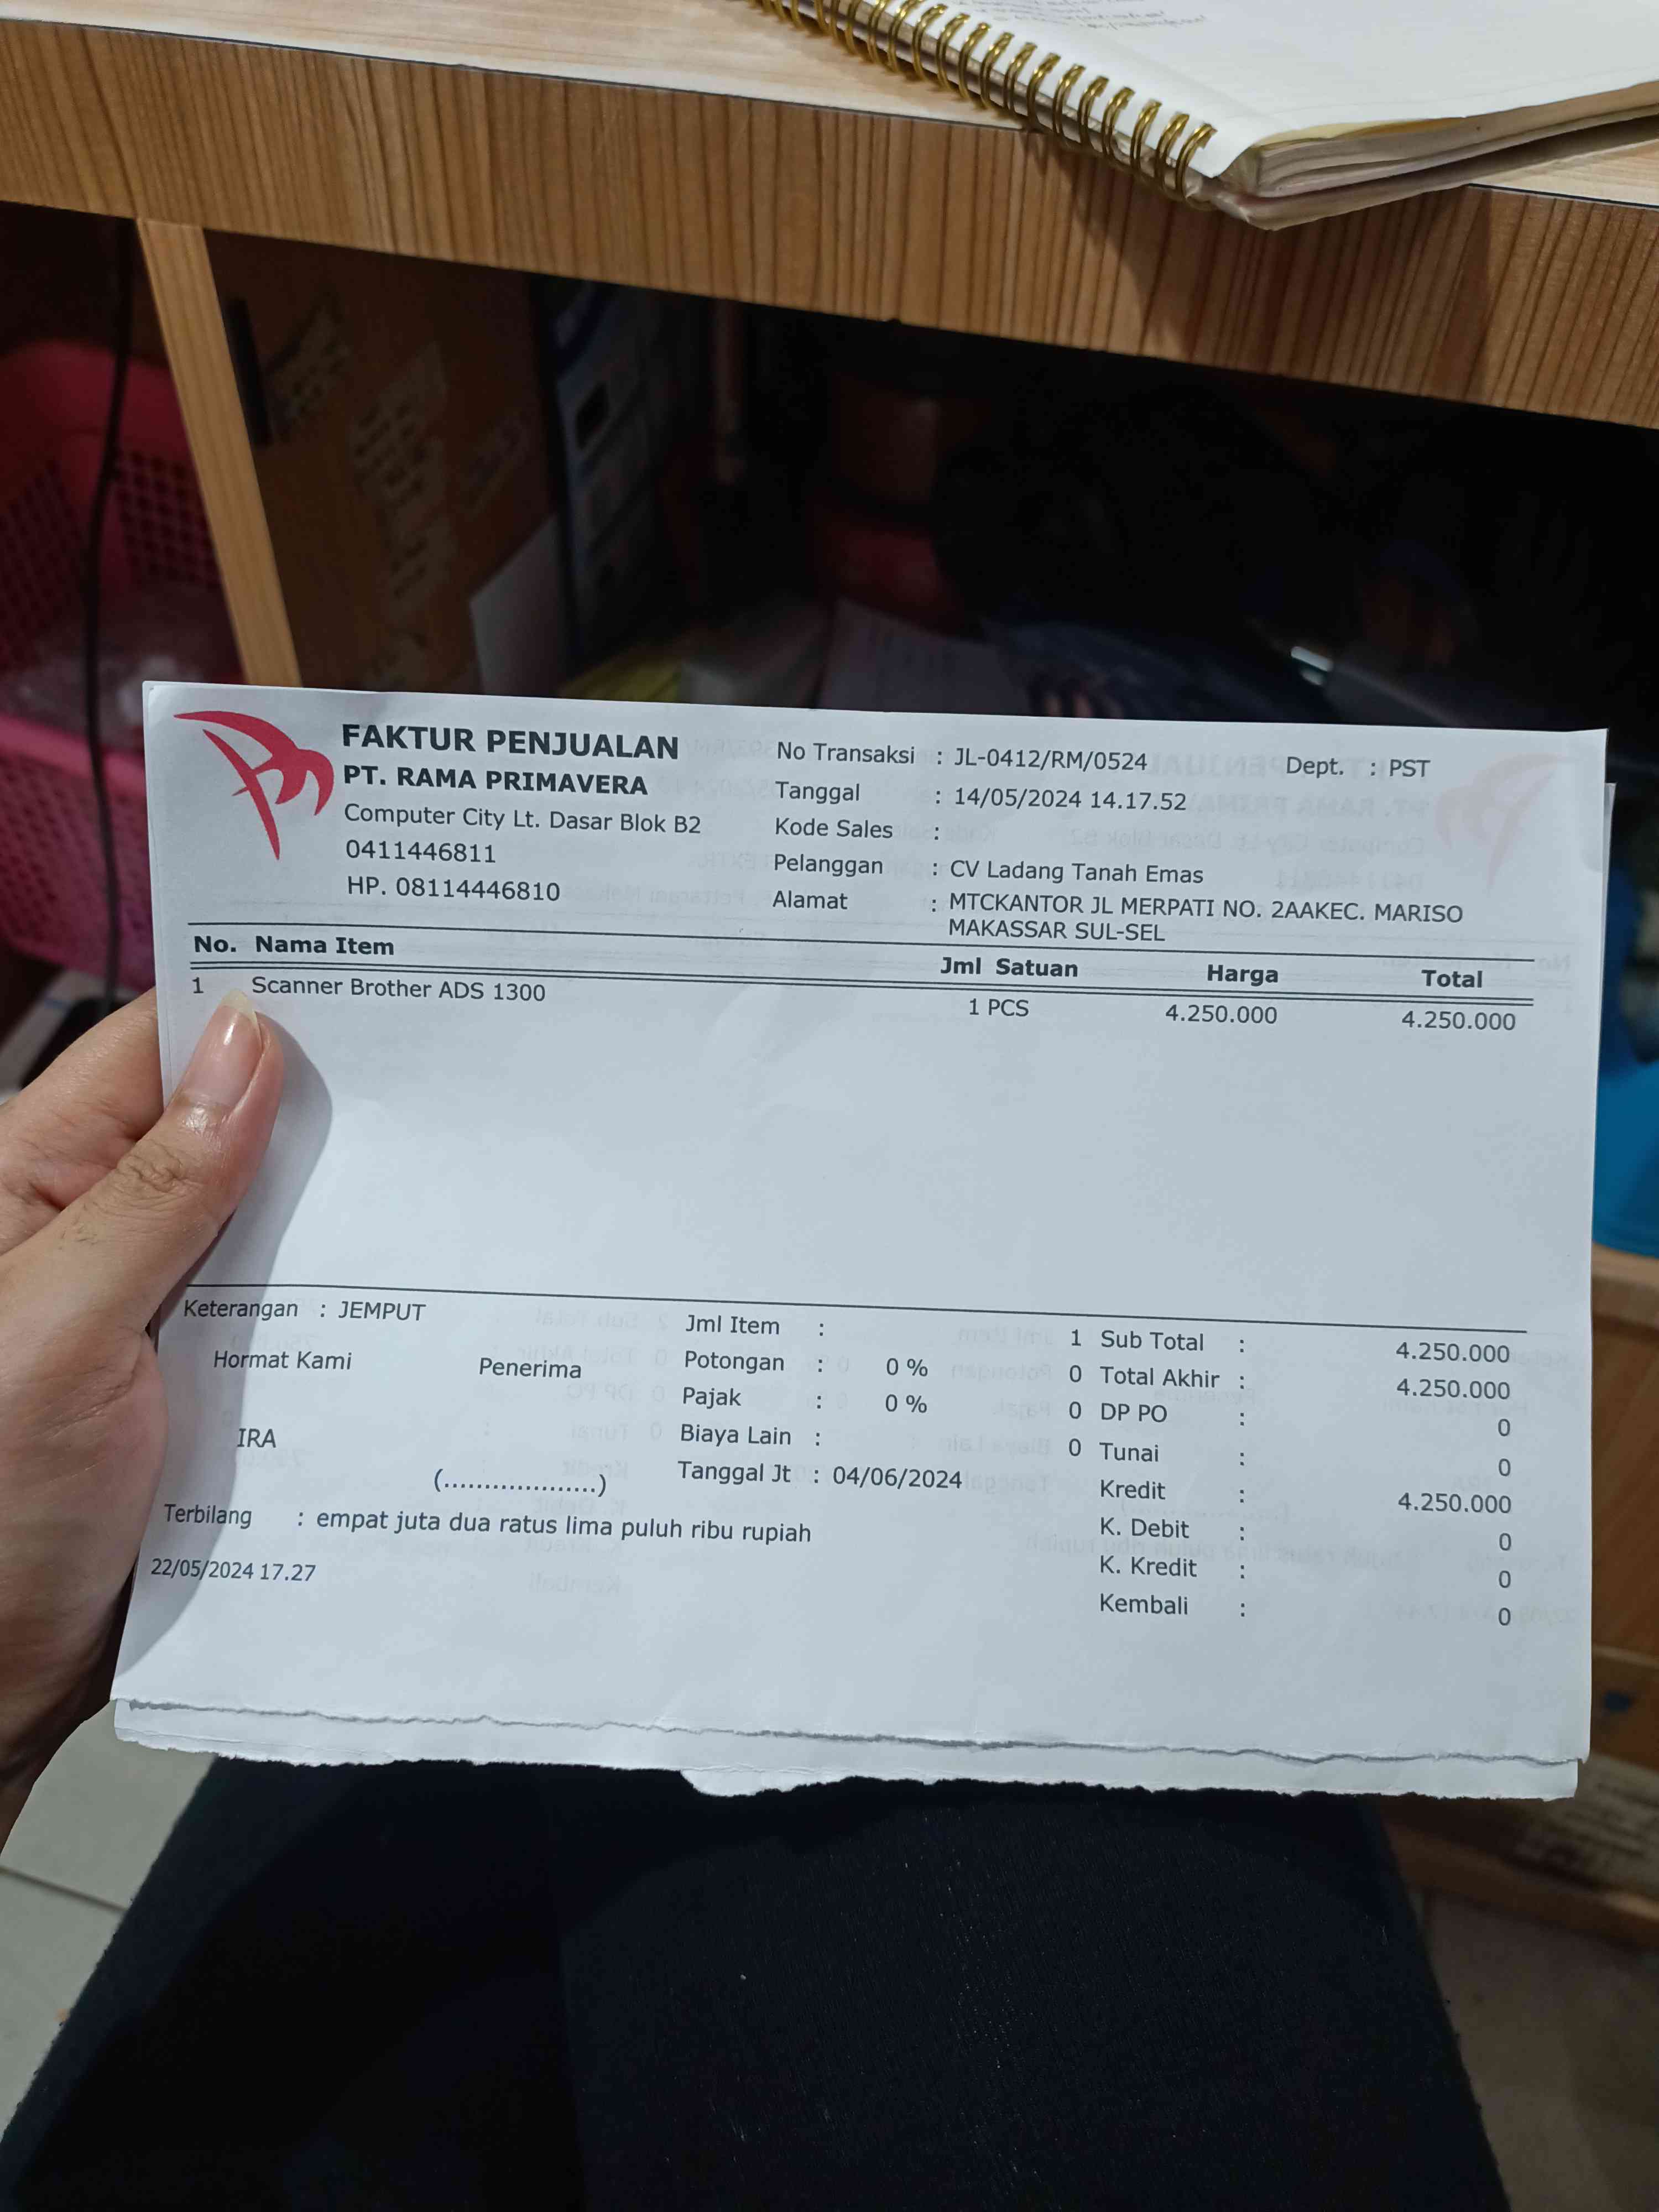 FAKTUR PENJUALAN
PT. RAMA PRIMAVERA
Computer City Lt. Dasar Blok B2
0411446811
HP. 08114446810
No Transaksi : JL-0412/RM/0524 Dept. : PST
Tanggal : 14/05/2024 14.17.52
Kode Sales :
Pelanggan : CV Ladang Tanah Emas
Alamat : MTCKANTOR JL MERPATI NO. 2AAKEC. MARISO
MAKASSAR SUL-SEL
No. Nama Item Jml Satuan Harga Total
1 Scanner Brother ADS 1300 1 PCS 4.250.000 4.250.000
Keterangan : JEMPUT
Hormat Kami Penerima
IRA
(...................)
Jml Item : 1
Potongan : 0 % 0
Pajak : 0 % 0
Biaya Lain : 0
Tanggal Jt : 04/06/2024
Sub Total : 4.250.000
Total Akhir : 4.250.000
DP PO : 0
Tunai : 0
Kredit : 4.250.000
K. Debit : 0
K. Kredit : 0
Kembali : 0
Terbilang : empat juta dua ratus lima puluh ribu rupiah
22/05/2024 17.27